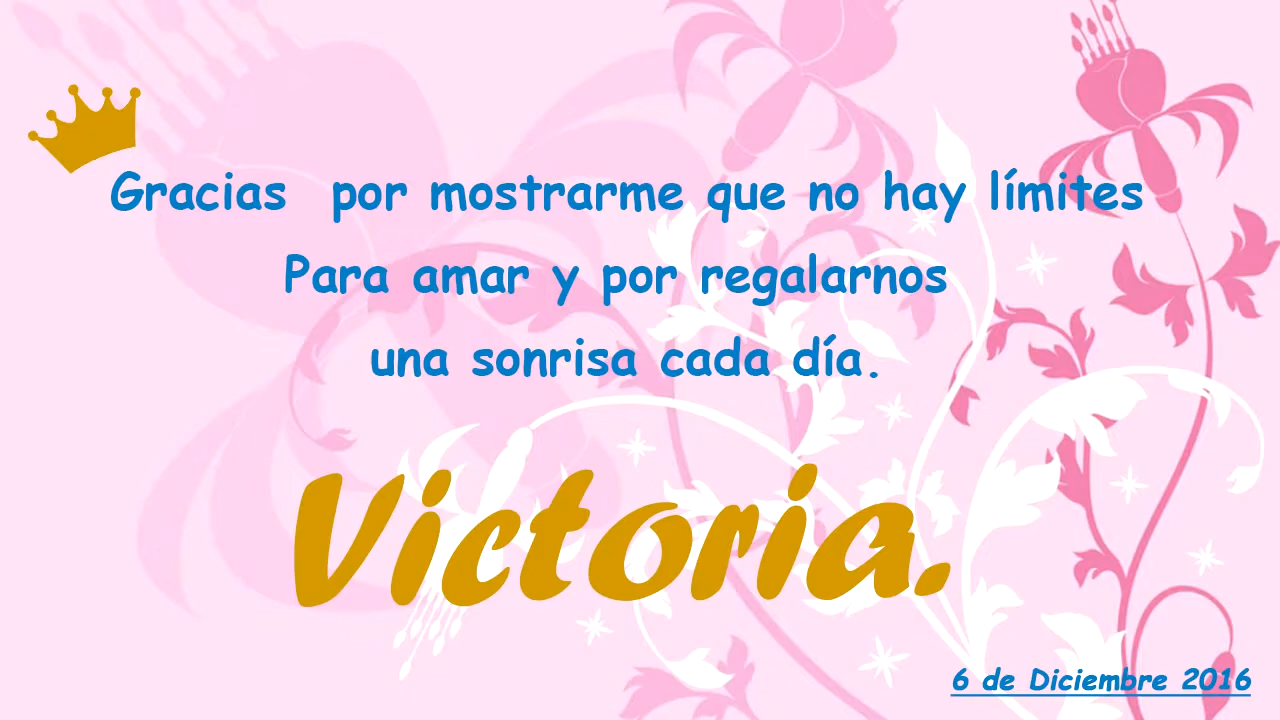 Gracias  por mostrarme que no hay límites
Para amar y por regalarnos
una sonrisa cada día.
Victoria.
6 de Diciembre 2016